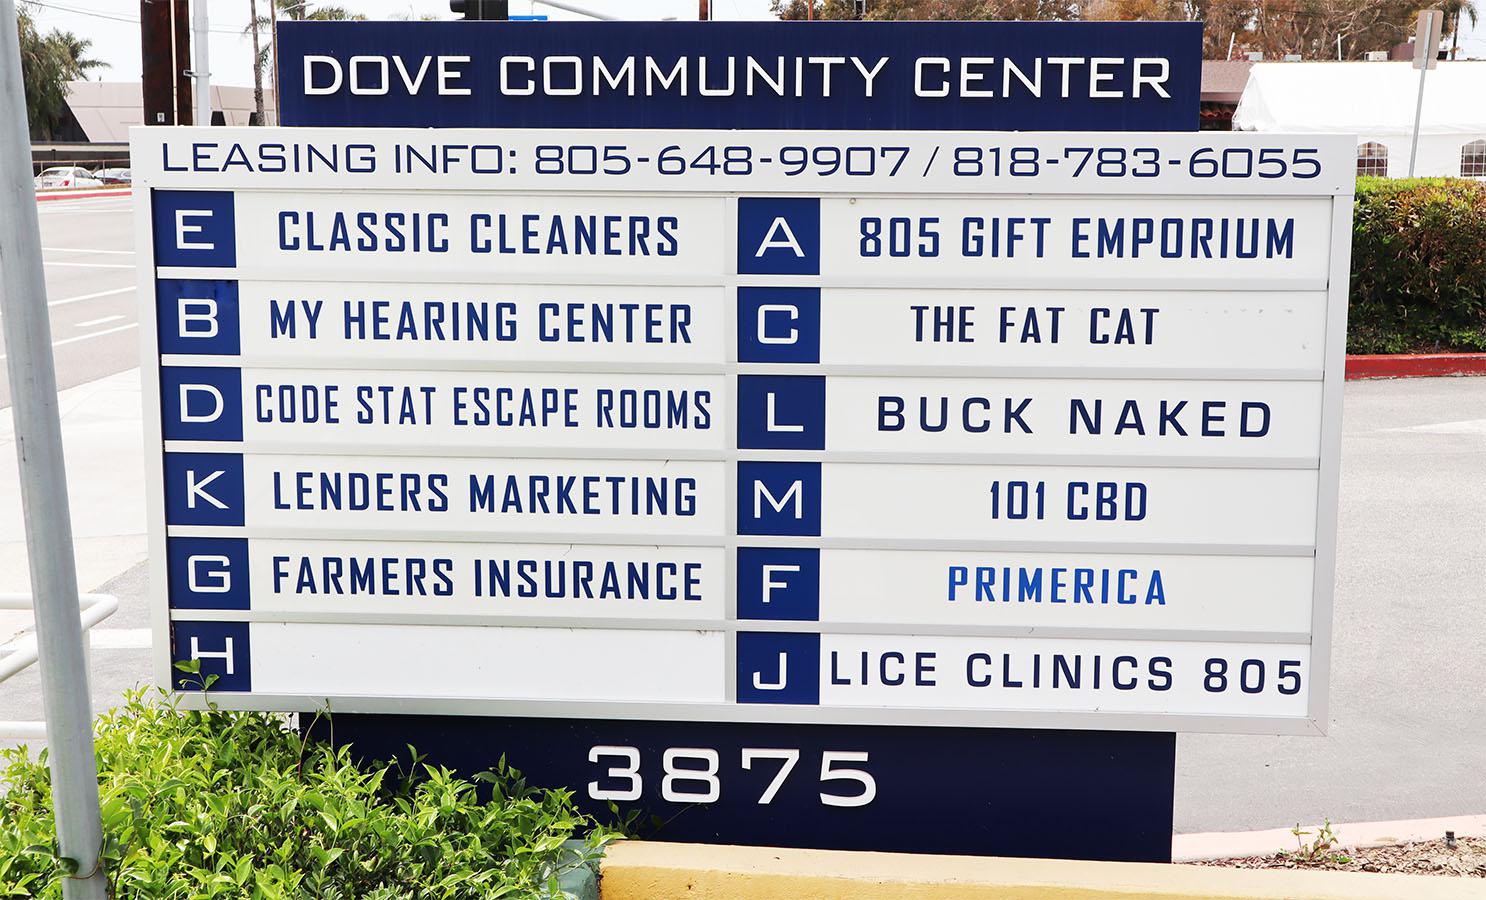 DOVE COMMUNITY CENTER
LEASING INFO: 805-648-9907 / 818-783-6055
E CLASSIC CLEANERS
A 805 GIFT EMPORIUM
B MY HEARING CENTER
C THE FAT CAT
D CODE STAT ESCAPE ROOMS
L BUCK NAKED
K LENDERS MARKETING
M 101 CBD
G FARMERS INSURANCE
F PRIMERICA
H
J LICE CLINICS 805
3875